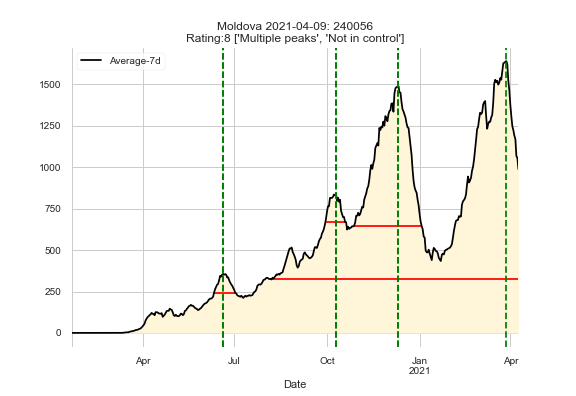 Moldova 2021-04-09: 240056
Rating:8 ['Multiple peaks', 'Not in control']
Average-7d
1500
1250
1000
750
500
250
0
Apr
Jul
Oct
Jan
2021
Apr
Date